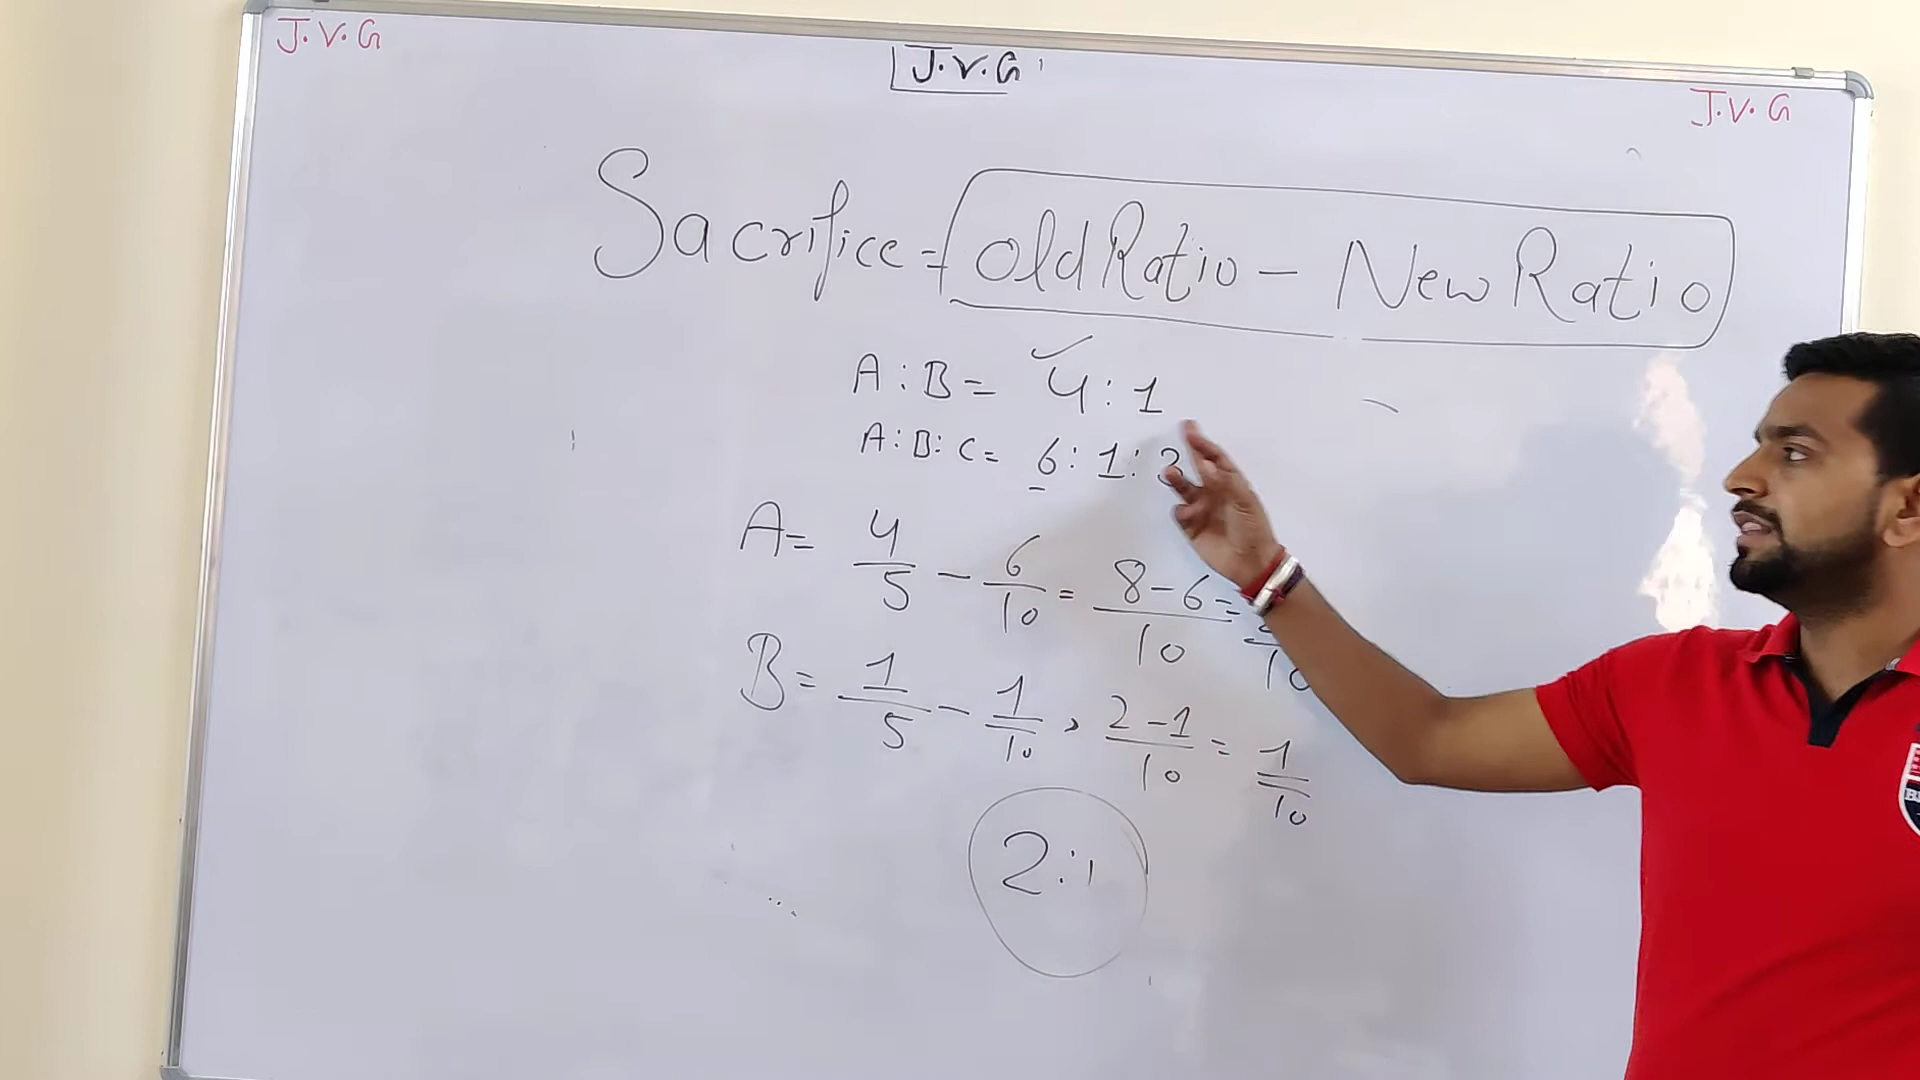 J.V.G
J.V.G
J.V.G
Sacrifice = Old Ratio - New Ratio
A:B = 4:1
A:B:C = 6:1:3
A = 4/5 - 6/10 = 8-6/10 = /10
B = 1/5 - 1/10 , 2-1/10 = 1/10
2:1